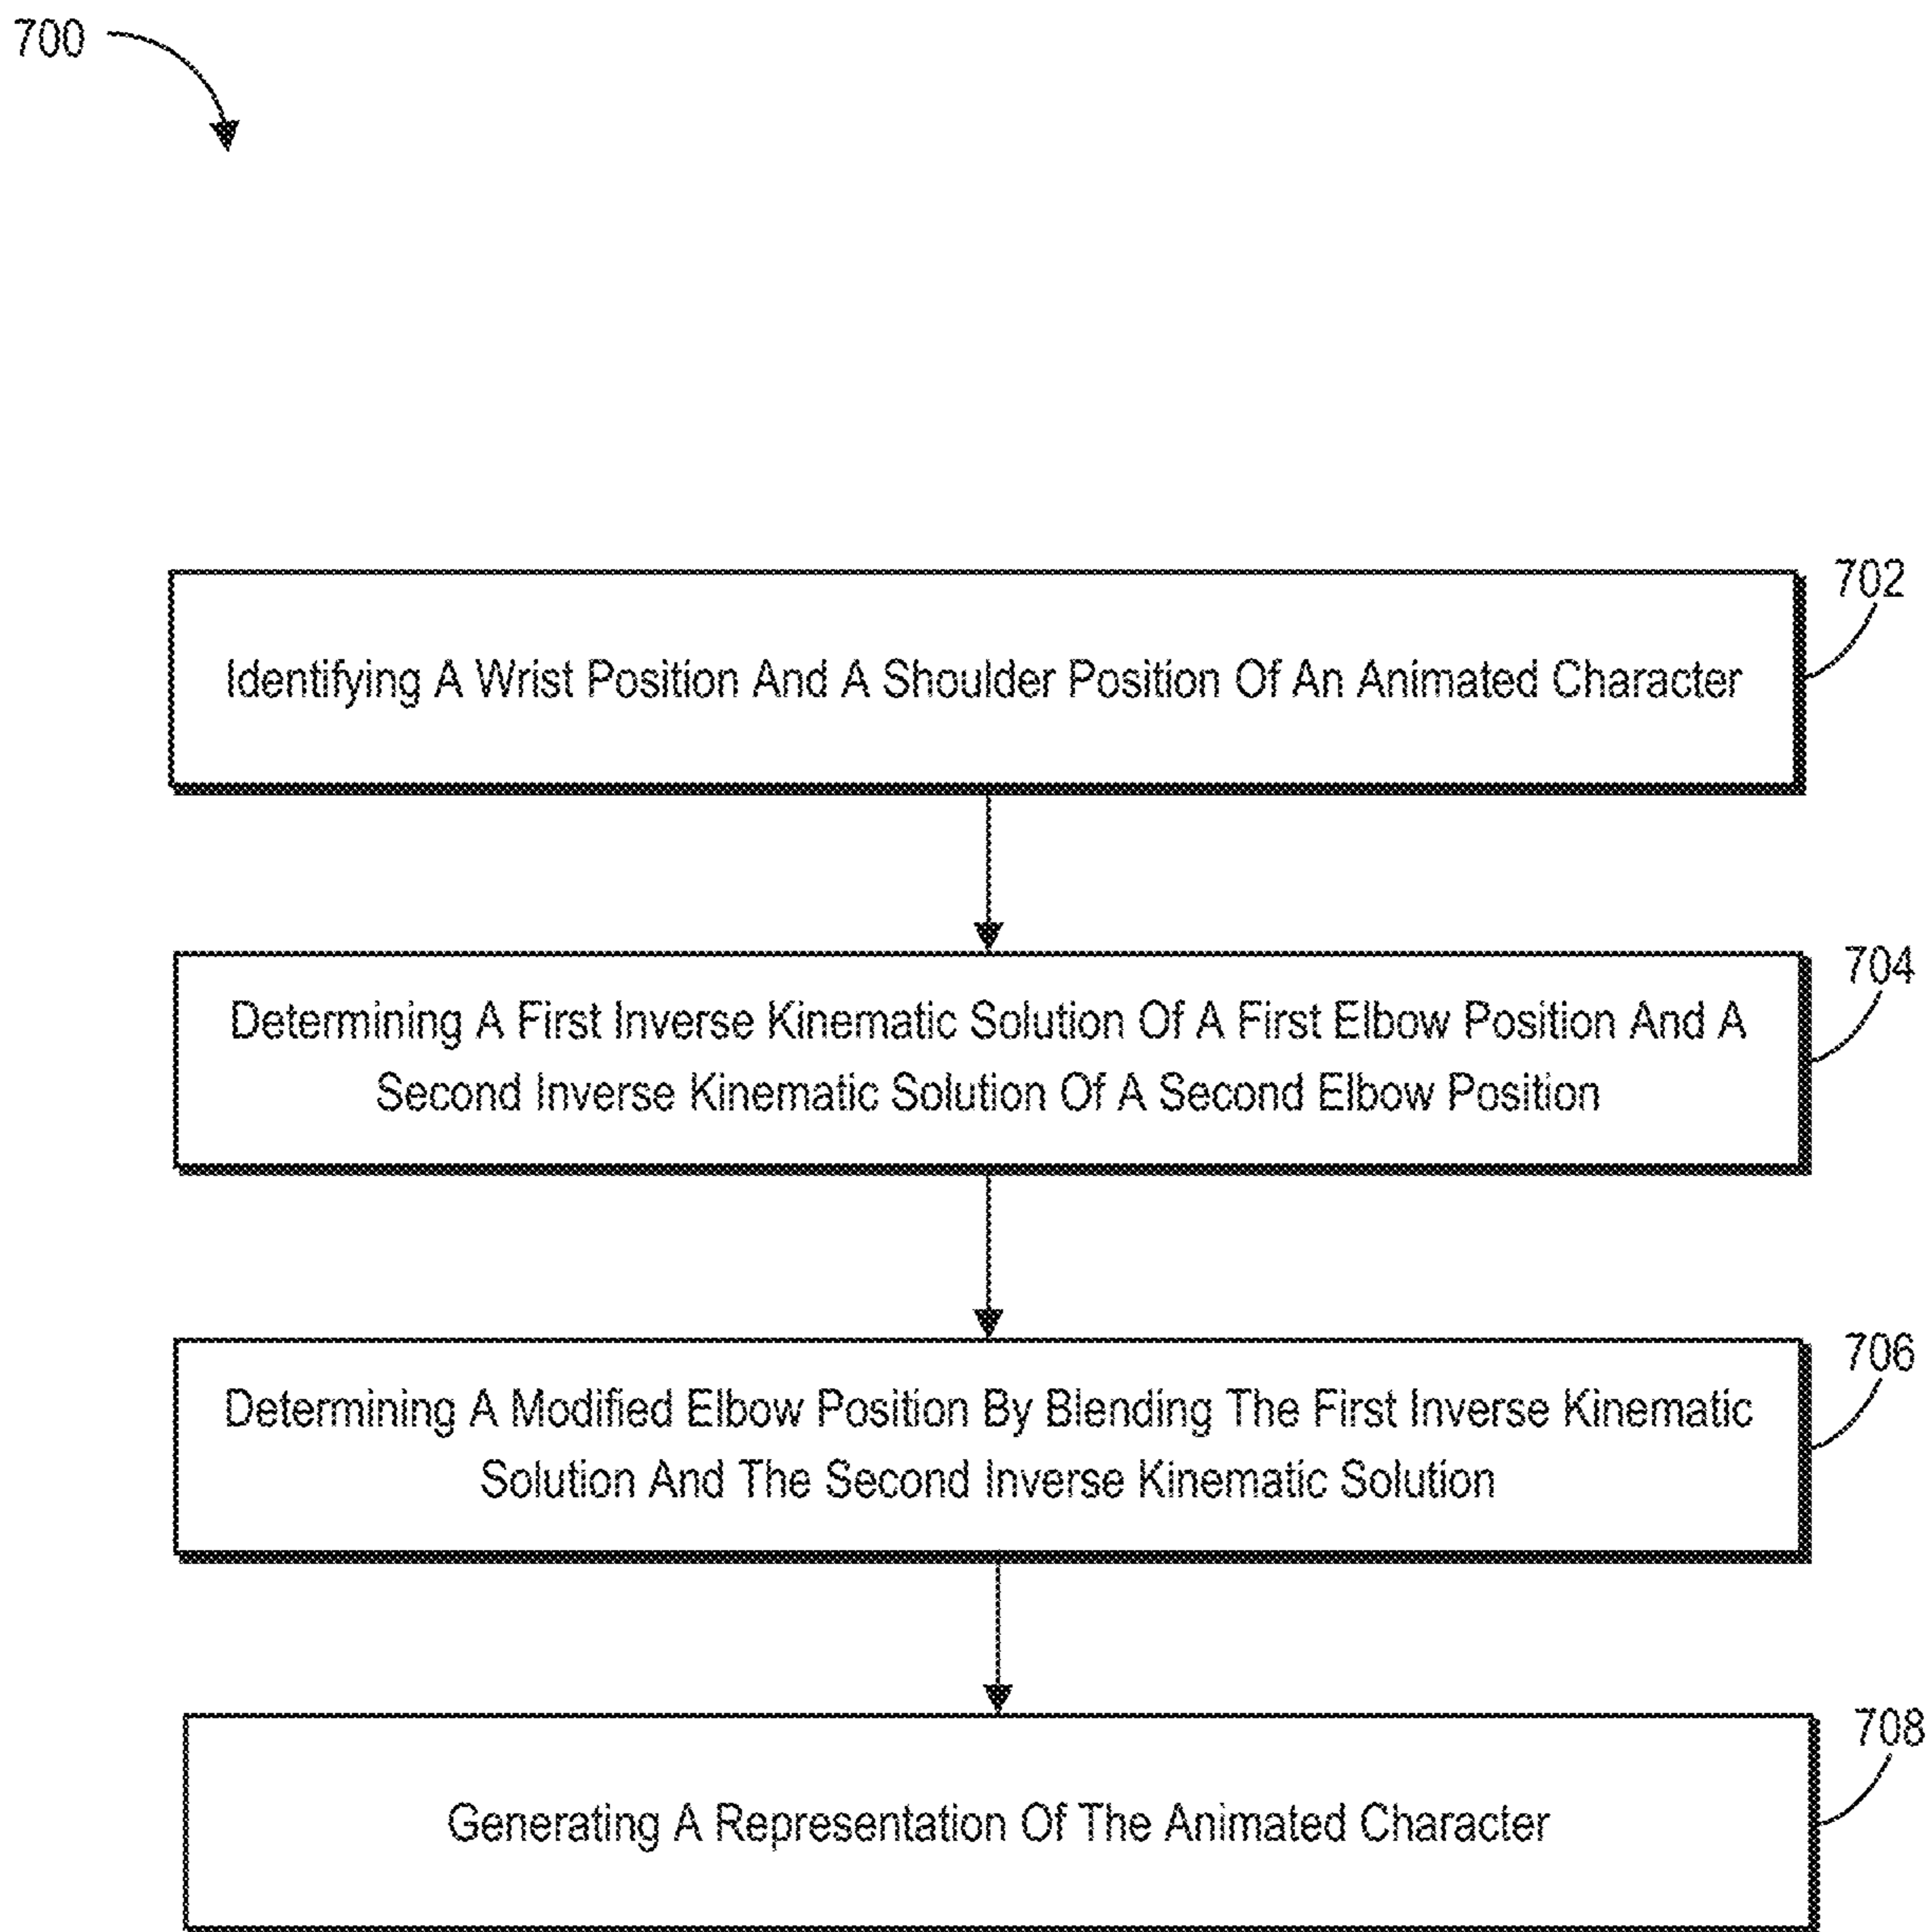 700
702
Identifying A Wrist Position And A Shoulder Position Of An Animated Character
704
Determining A First Inverse Kinematic Solution Of A First Elbow Position And A
Second Inverse Kinematic Solution Of A Second Elbow Position
706
Determining A Modified Elbow Position By Blending The First Inverse Kinematic
Solution And The Second Inverse Kinematic Solution
708
Generating A Representation Of The Animated Character